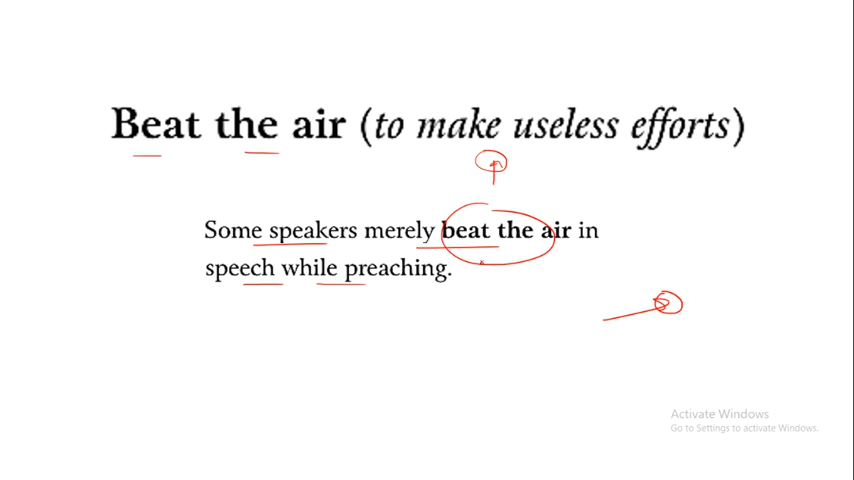 Beat the air (to make useless efforts)
Some speakers merely beat the air in
speech while preaching.
Activate Windows
Go to Settings to activate Windows.